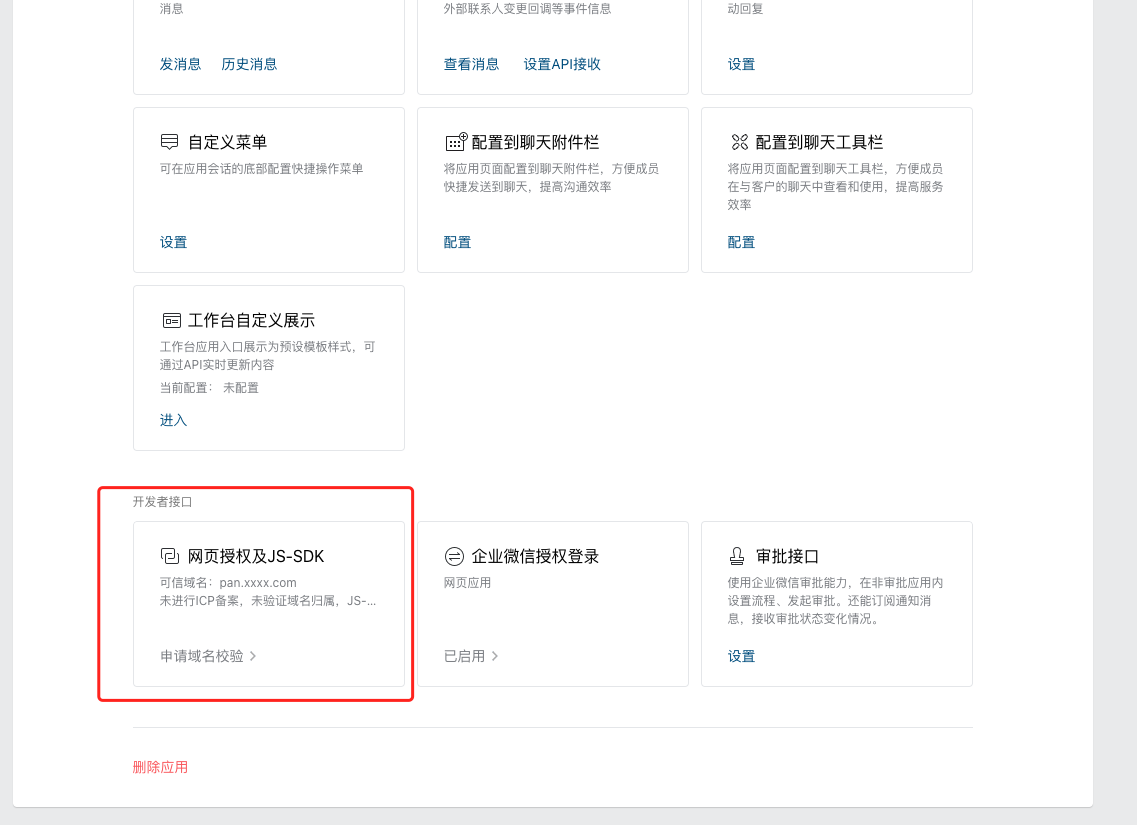 消息
外部联系人变更回调等事件信息
动回复
发消息 历史消息
查看消息 设置API接收
设置
自定义菜单
可在应用会话的底部配置快捷操作菜单
设置
配置到聊天附件栏
将应用页面配置到聊天附件栏，方便成员
快捷发送到聊天，提高沟通效率
配置
配置到聊天工具栏
将应用页面配置到聊天工具栏，方便成员
在与客户的聊天中查看和使用，提高服务
效率
配置
工作台自定义展示
工作台应用入口展示为预设模板样式，可
通过API实时更新内容
当前配置： 未配置
进入
开发者接口
网页授权及JS-SDK
可信域名：pan.xxxx.com
未进行ICP备案，未验证域名归属，JS-...
申请域名校验
企业微信授权登录
网页应用
已启用
审批接口
使用企业微信审批能力，在非审批应用内
设置流程、发起审批。还能订阅通知消
息，接收审批状态变化情况。
设置
删除应用